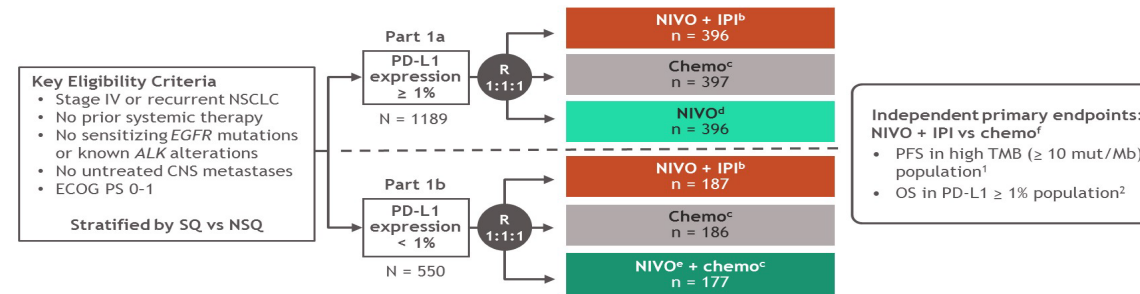 Key Eligibility Criteria
• Stage IV or recurrent NSCLC
• No prior systemic therapy
• No sensitizing EGFR mutations
or known ALK alterations
• No untreated CNS metastases
• ECOG PS 0-1
Stratified by SQ vs NSQ
Part 1a
PD-L1
expression
≥ 1%
N = 1189
R
1:1:1
NIVO + IPIᵇ
n = 396
Chemoᶜ
n = 397
NIVOᵈ
n = 396
Part 1b
PD-L1
expression
< 1%
N = 550
R
1:1:1
NIVO + IPIᵇ
n = 187
Chemoᶜ
n = 186
NIVOᵉ + chemoᶜ
n = 177
Independent primary endpoints:
NIVO + IPI vs chemoᶠ
• PFS in high TMB (≥ 10 mut/Mb)
population¹
• OS in PD-L1 ≥ 1% population²